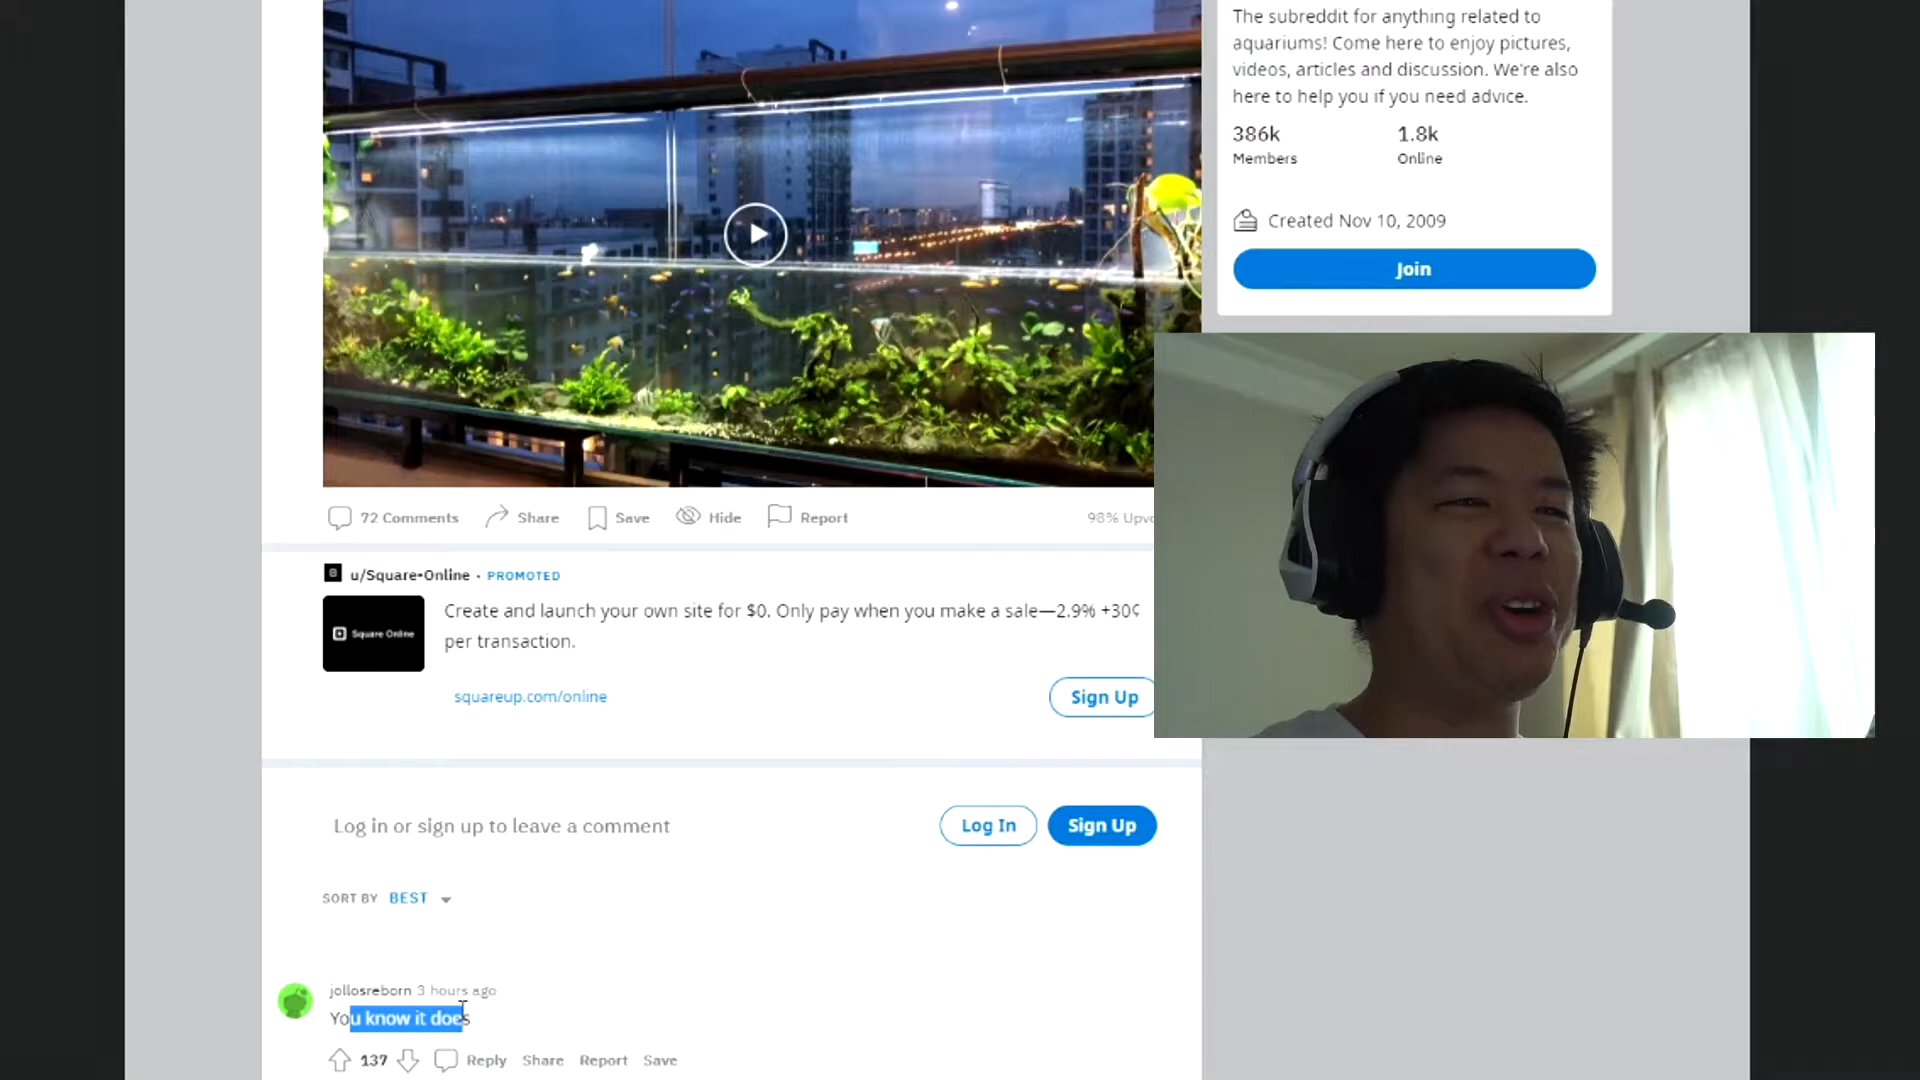 The subreddit for anything related to
aquariums! Come here to enjoy pictures,
videos, articles and discussion. We're also
here to help you if you need advice.
386k
Members
1.8k
Online
Created Nov 10, 2009
Join
72 Comments
Share
Save
Hide
Report
98% Upvo
u/Square-Online • PROMOTED
Square Online
Create and launch your own site for $0. Only pay when you make a sale—2.9% +30¢
per transaction.
squareup.com/online
Sign Up
Log in or sign up to leave a comment
Log In
Sign Up
SORT BY BEST
jollosreborn 3 hours ago
You know it does
137
Reply
Share
Report
Save